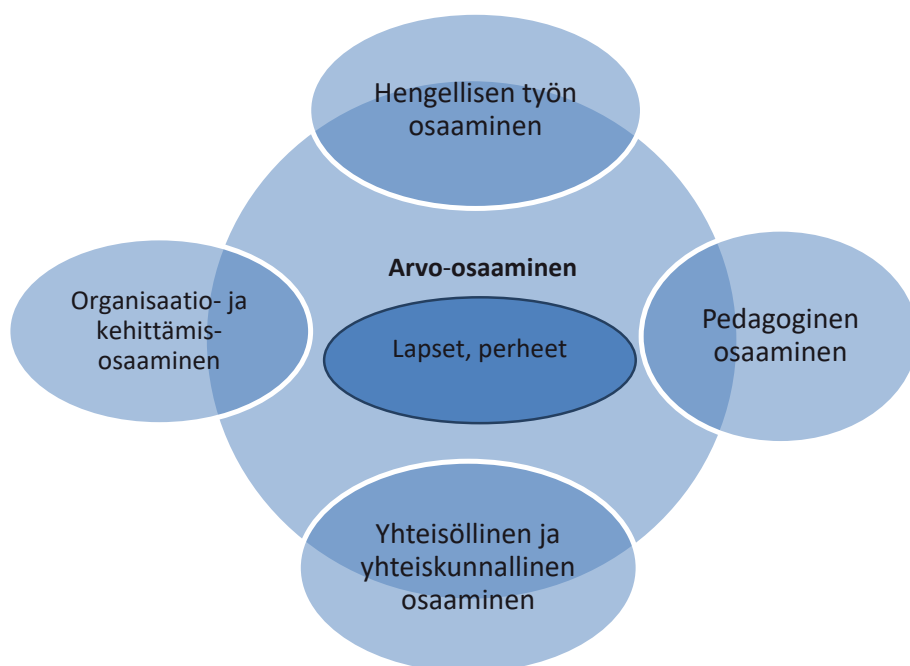 Hengellisen työn
osaaminen
Arvo-osaaminen
Organisaatio- ja
kehittämis-
osaaminen
Lapset, perheet
Pedagoginen
osaaminen
Yhteisöllinen ja
yhteiskunnallinen
osaaminen